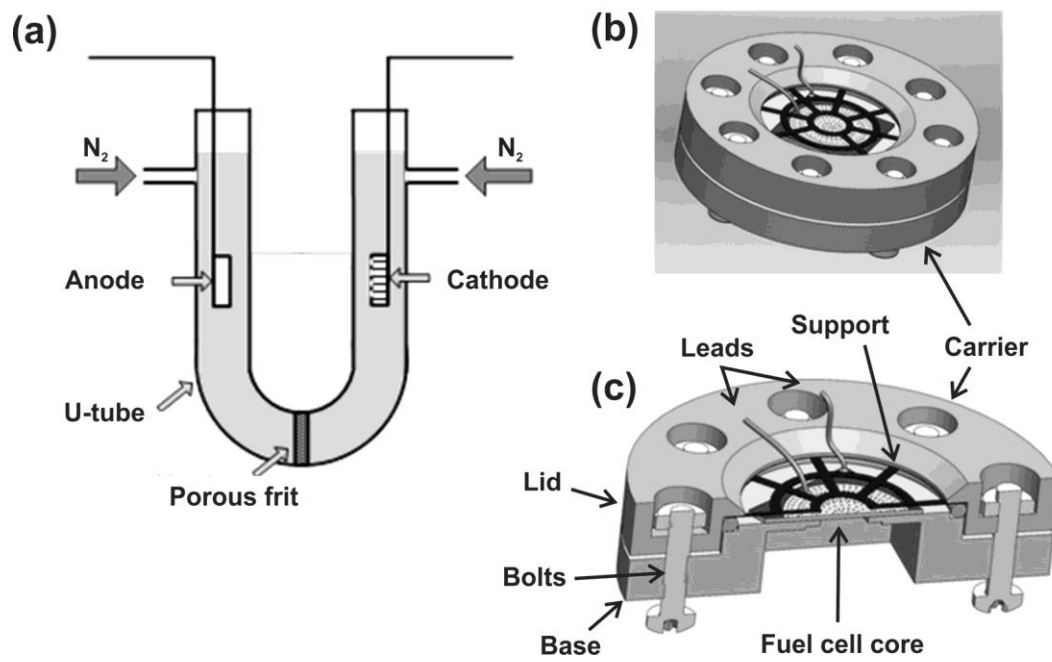 (a)
N₂
N₂
Anode
Cathode
U-tube
Porous frit
(b)
Support
Leads
Carrier
(c)
Lid
Bolts
Base
Fuel cell core